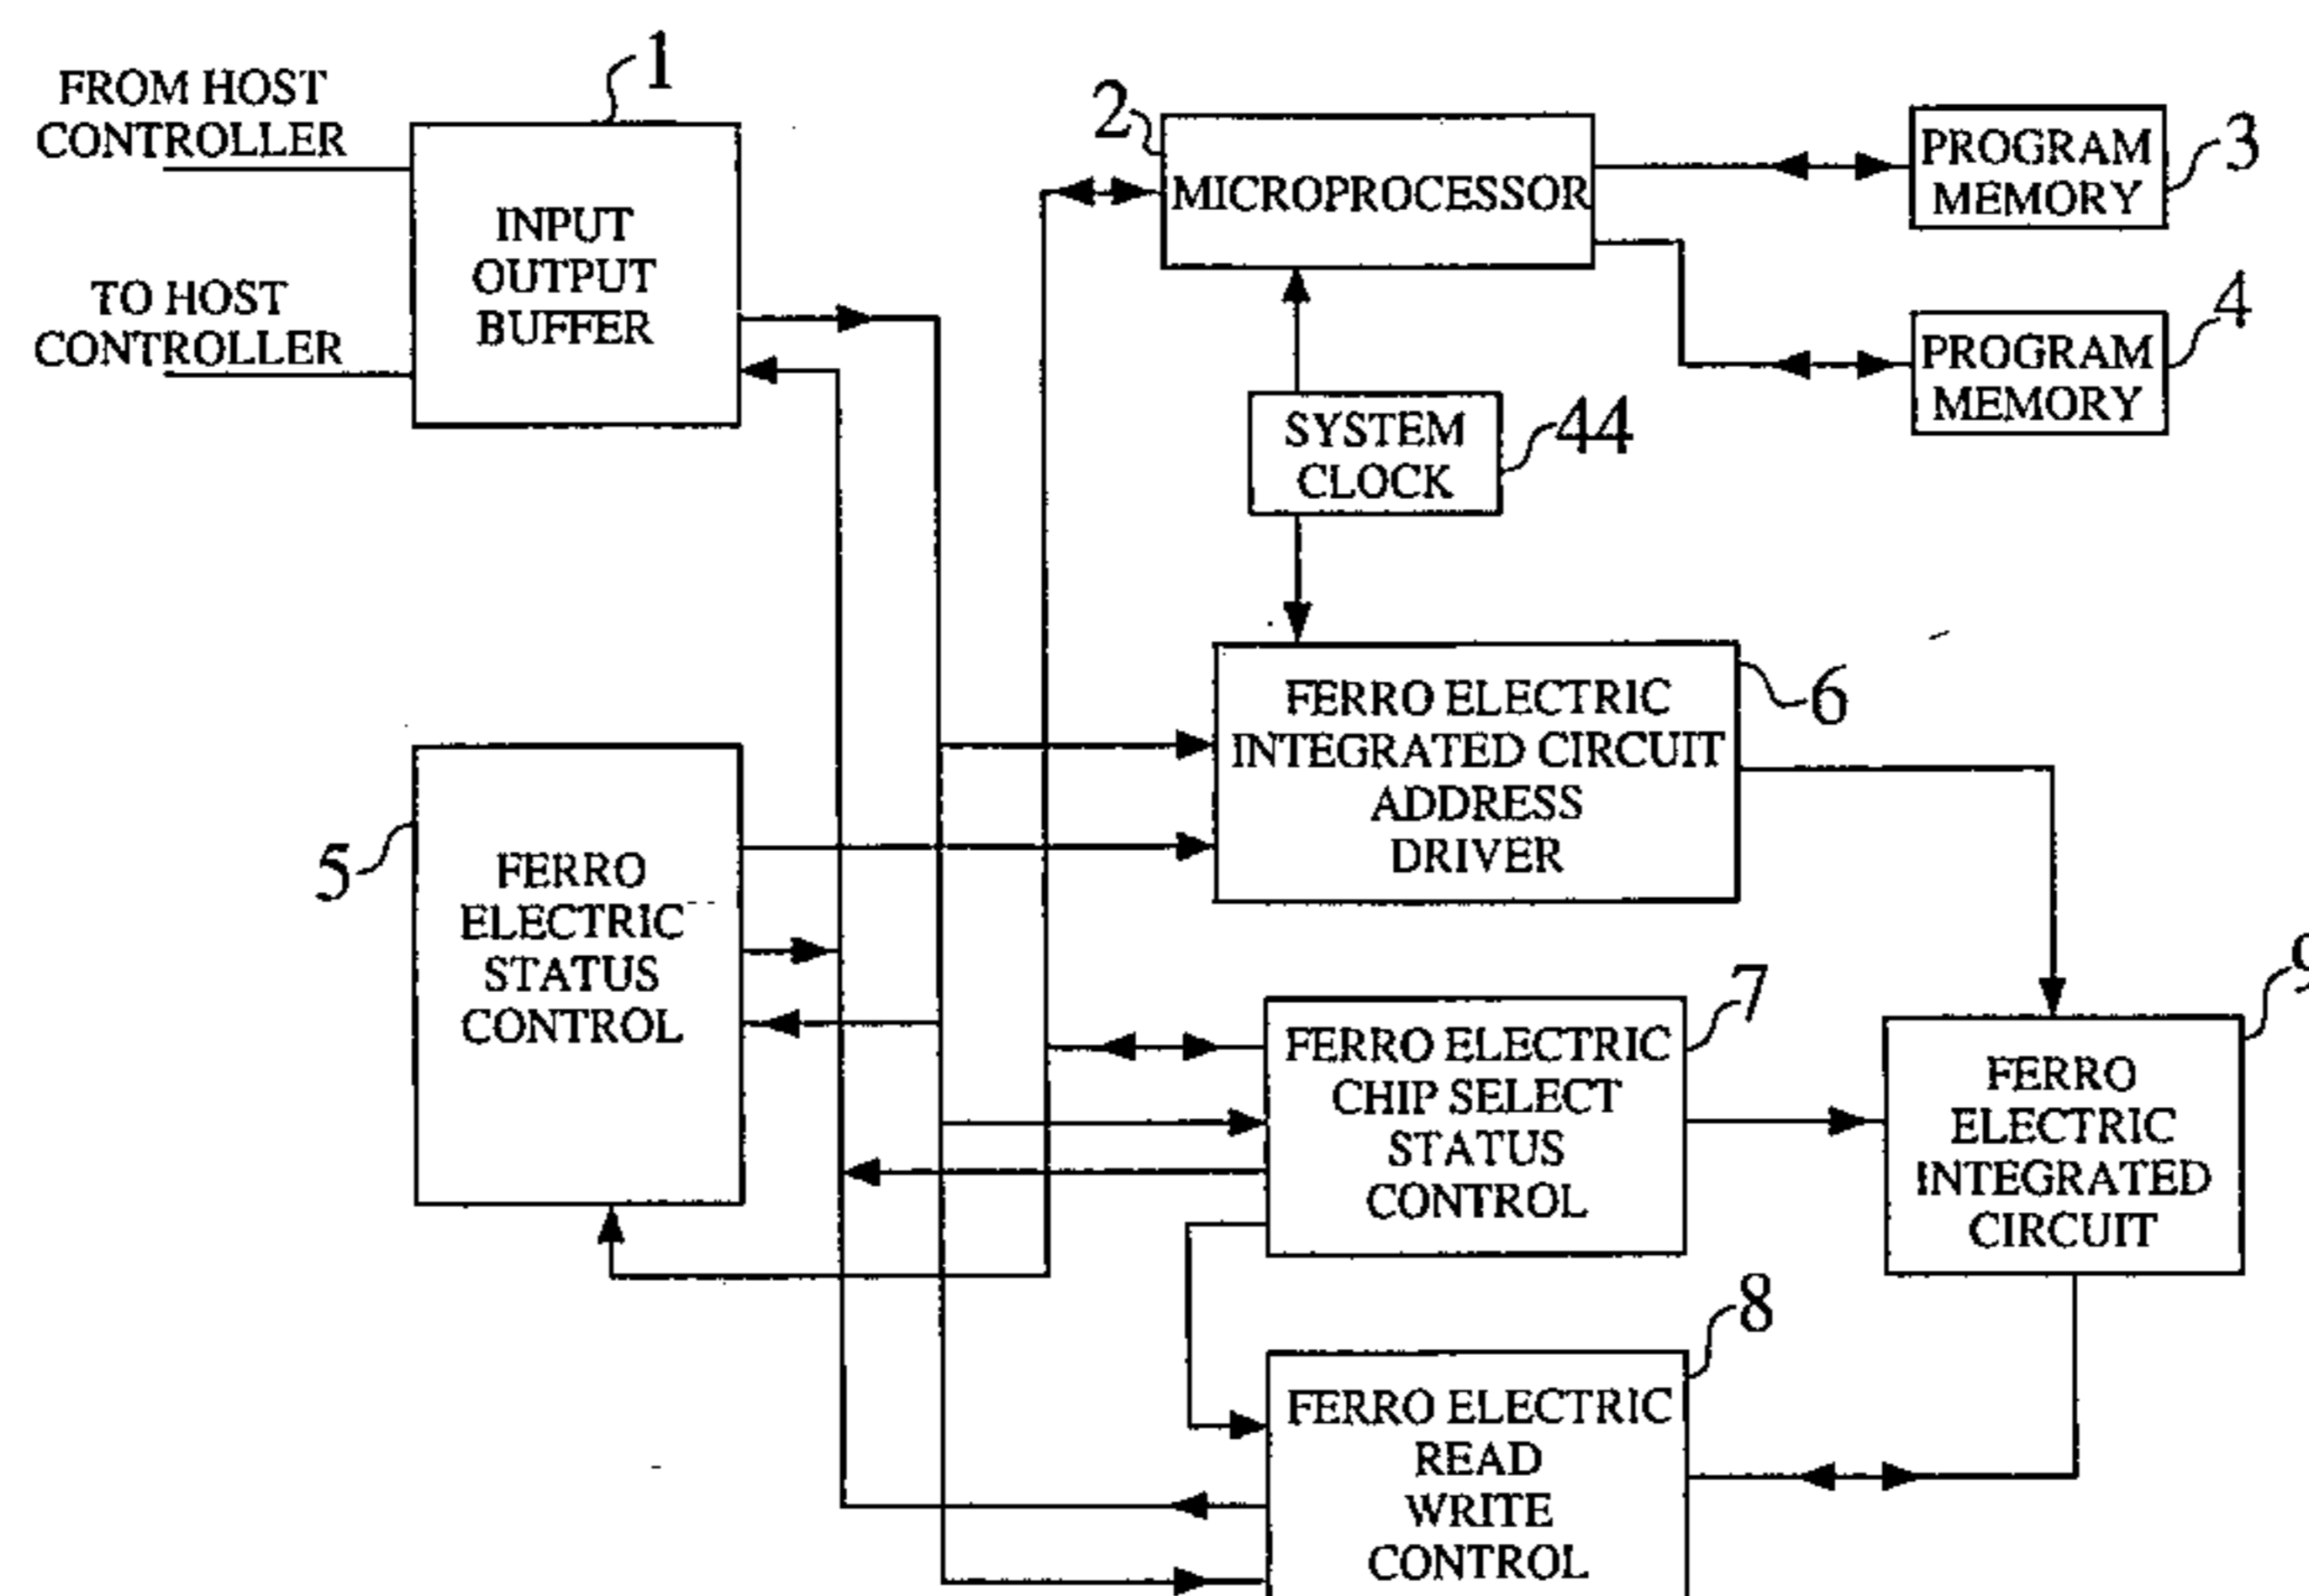 FROM HOST
CONTROLLER
1
INPUT
OUTPUT
BUFFER
TO HOST
CONTROLLER
2
MICROPROCESSOR
PROGRAM
MEMORY
3
PROGRAM
MEMORY
4
SYSTEM
CLOCK
44
5
FERRO
ELECTRIC
STATUS
CONTROL
FERRO ELECTRIC
INTEGRATED CIRCUIT
ADDRESS
DRIVER
6
FERRO ELECTRIC
CHIP SELECT
STATUS
CONTROL
7
FERRO ELECTRIC
READ
WRITE
CONTROL
8
FERRO
ELECTRIC
INTEGRATED
CIRCUIT
9